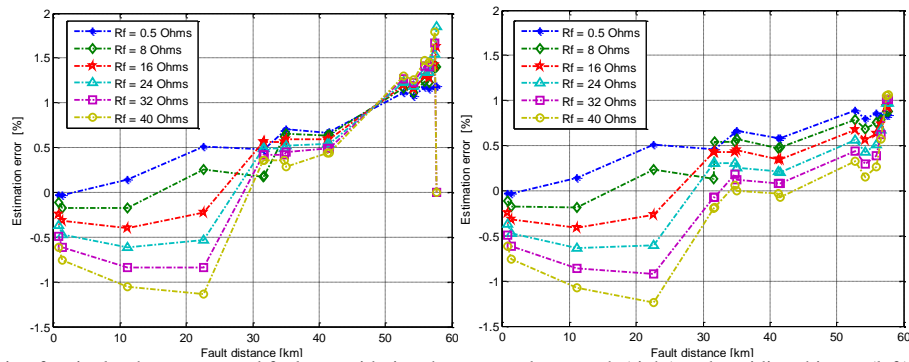 2
1.5
1
0.5
0
-0.5
-1
-1.5
Estimation error [%]
0 10 20 30 40 50 60
Fault distance [km]
Rf = 0.5 Ohms
Rf = 8 Ohms
Rf = 16 Ohms
Rf = 24 Ohms
Rf = 32 Ohms
Rf = 40 Ohms
2
1.5
1
0.5
0
-0.5
-1
-1.5
Estimation error [%]
0 10 20 30 40 50 60
Fault distance [km]
Rf = 0.5 Ohms
Rf = 8 Ohms
Rf = 16 Ohms
Rf = 24 Ohms
Rf = 32 Ohms
Rf = 40 Ohms